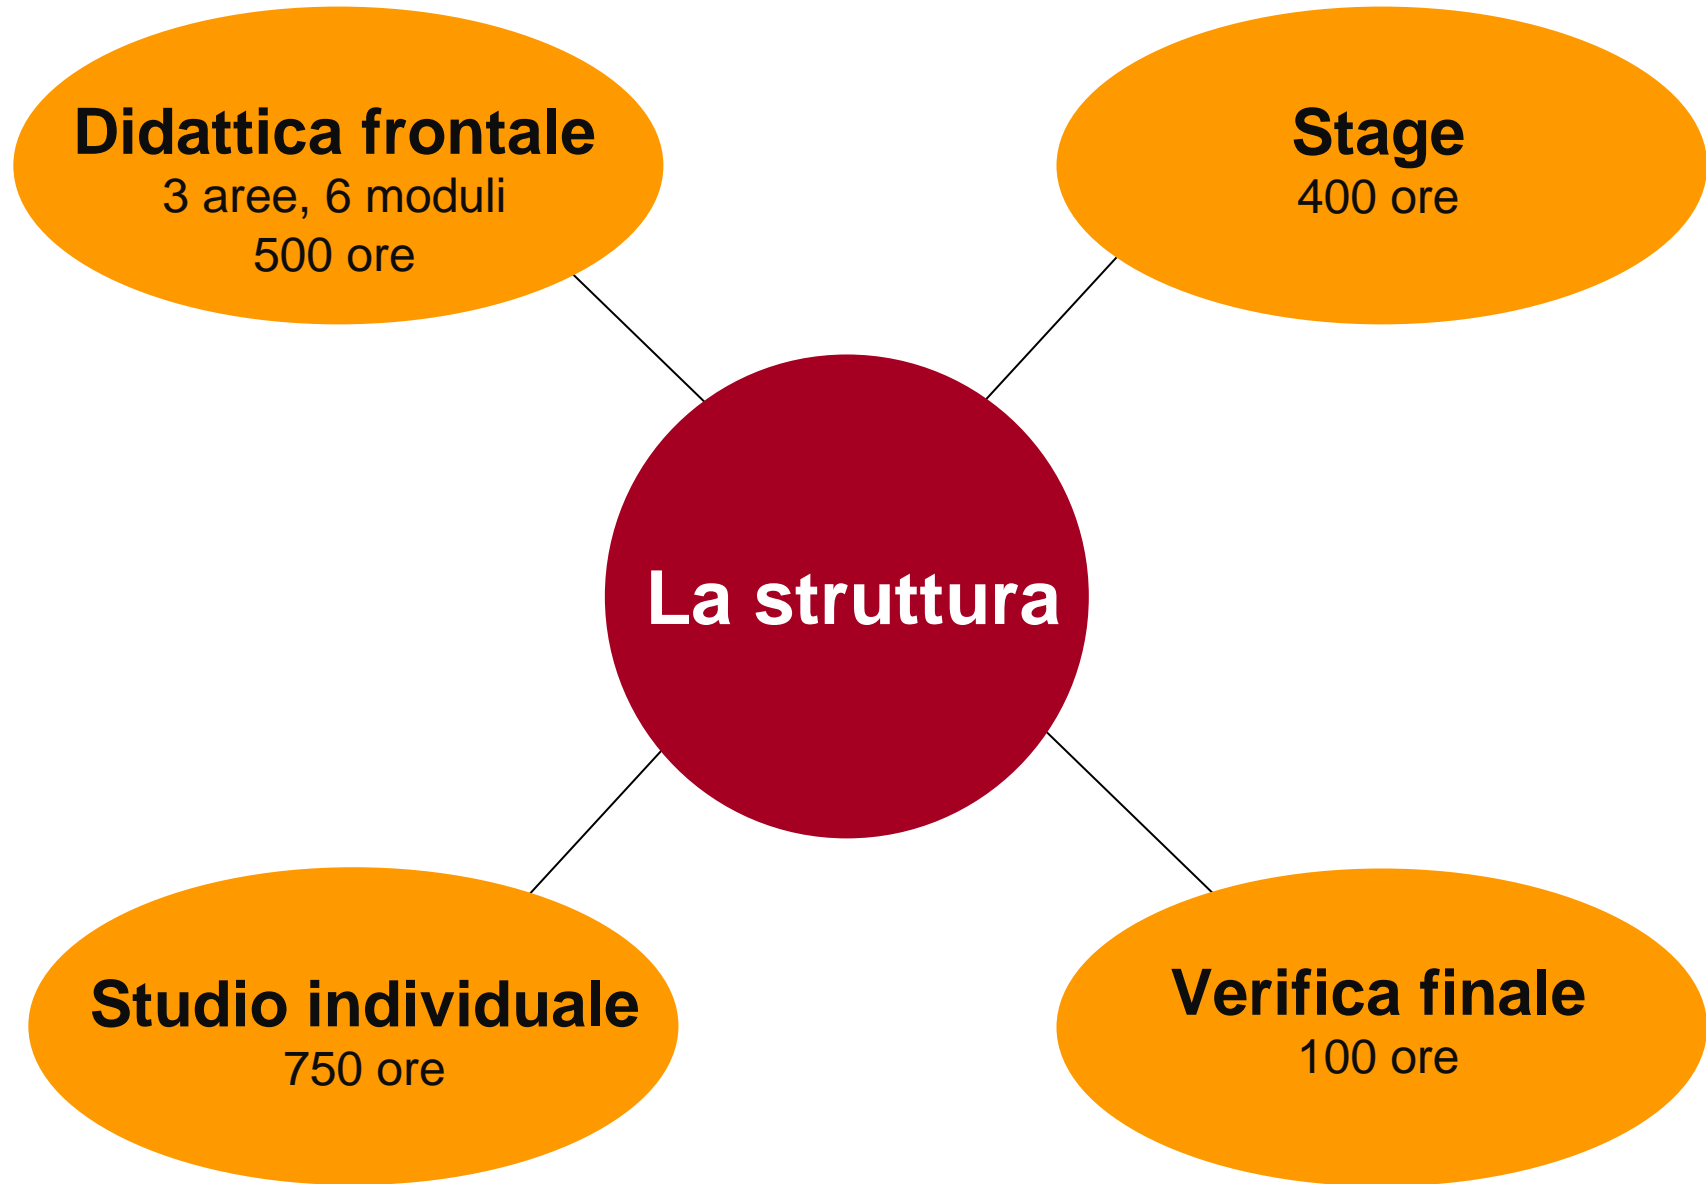 Didattica frontale
3 aree, 6 moduli
500 ore
Stage
400 ore
La struttura
Studio individuale
750 ore
Verifica finale
100 ore